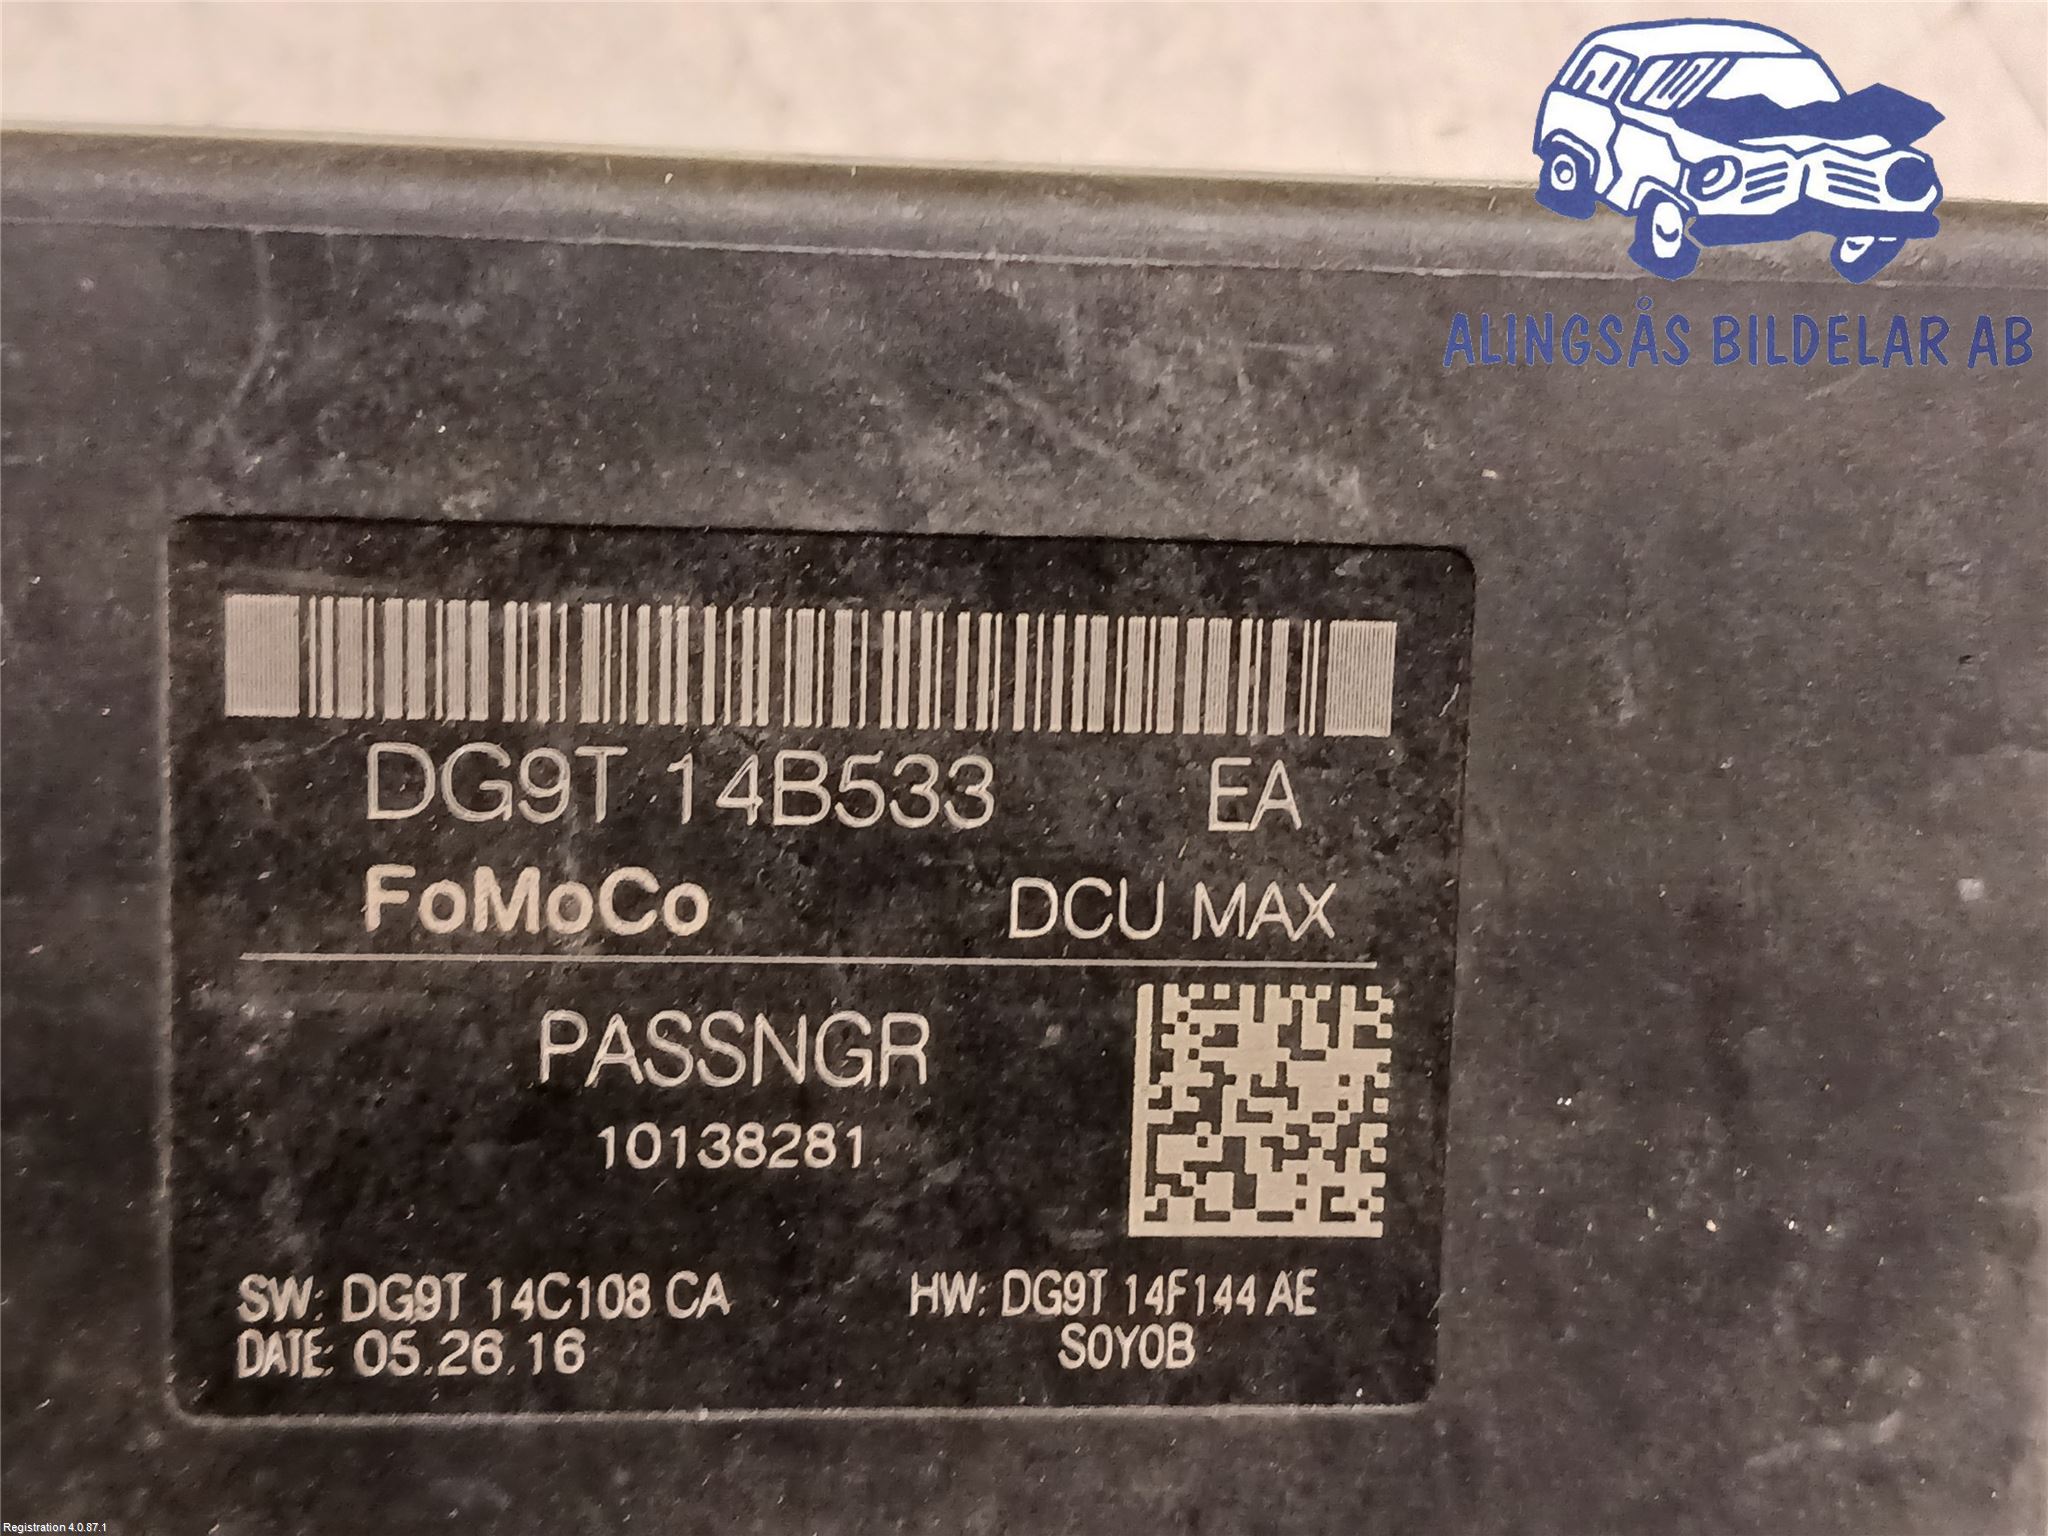 ALINGSÅS BILDELAR AB
DG9T 14B533 EA
FoMoCo DCU MAX
PASSNGR
10138281
SW: DG9T 14C108 CA HW: DG9T 14F144 AE
DATE: 05.26.16 S0Y0B
Registration 4.0.87.1